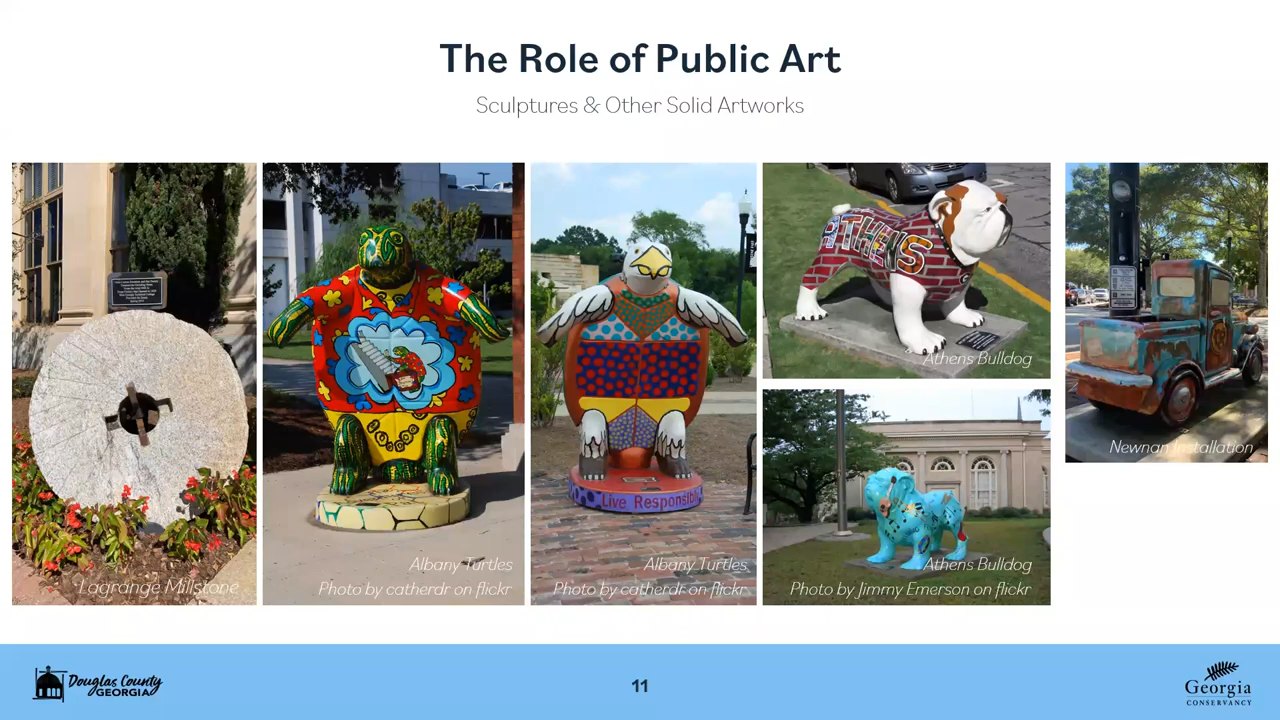 The Role of Public Art
Sculptures & Other Solid Artworks
Lagrange Millstone
Albany Turtles
Photo by catherdr on flickr
Live Responsibly
Albany Turtles
Photo by catherdr on flickr
ATHENS
Athens Bulldog
Athens Bulldog
Photo by Jimmy Emerson on flickr
Newnan Installation
Douglas County
GEORGIA
11
Georgia
CONSERVANCY